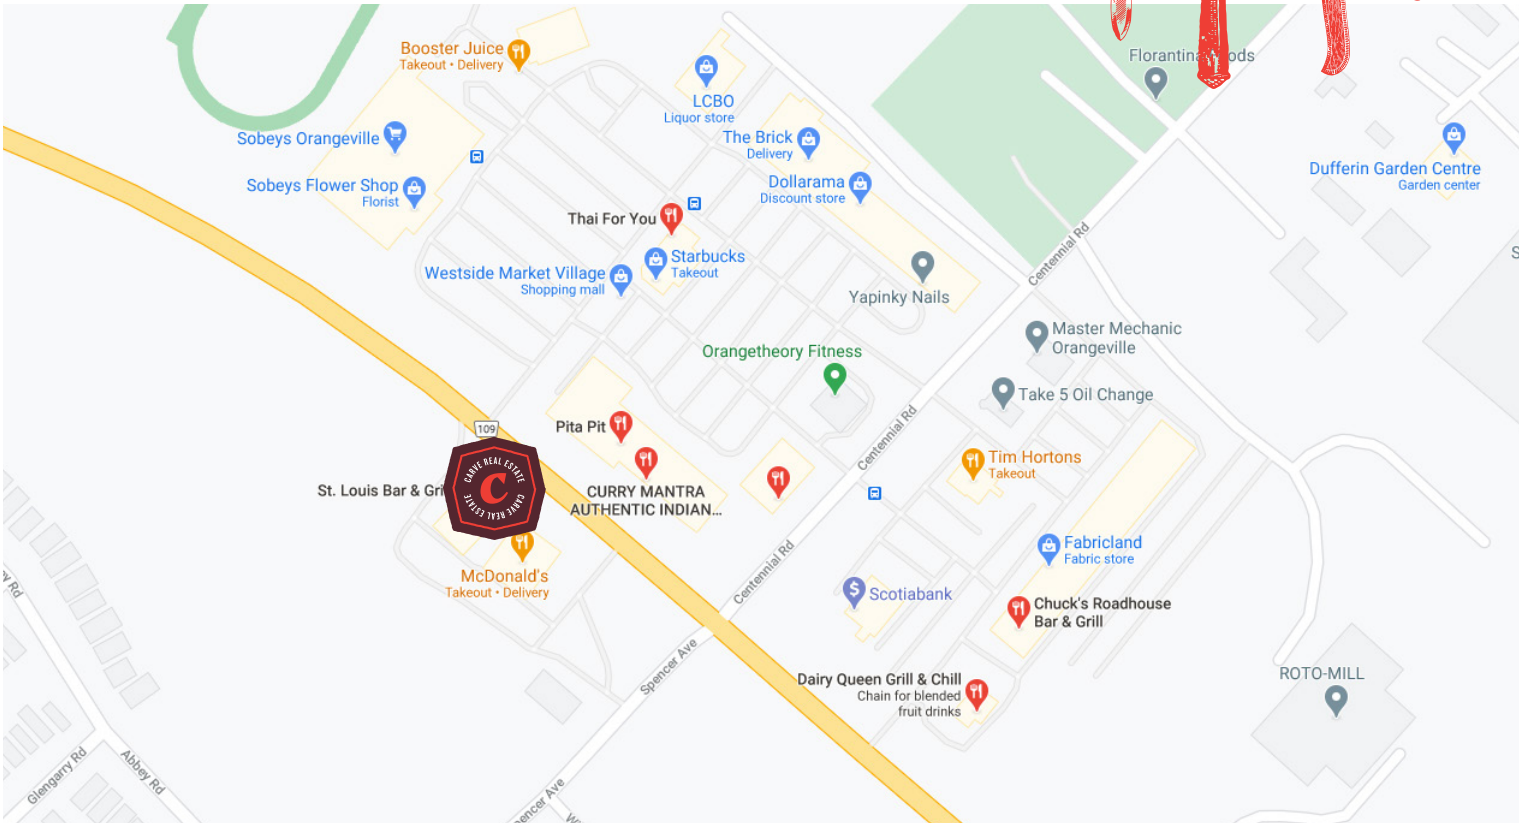 Booster Juice
Takeout • Delivery
LCBO
Liquor store
Sobeys Orangeville
The Brick
Delivery
Sobeys Flower Shop
Florist
Dollarama
Discount store
Thai For You
Starbucks
Takeout
Westside Market Village
Shopping mall
Yapinky Nails
Centennial Rd
Dufferin Garden Centre
Garden center
Master Mechanic
Orangeville
Orangetheory Fitness
Take 5 Oil Change
Pita Pit
109
Centennial Rd
Tim Hortons
Takeout
CURRY MANTRA
AUTHENTIC INDIAN...
St. Louis Bar & Gri
CARVE REAL ESTATE
C
CARVE REAL ESTATE
McDonald's
Takeout • Delivery
Centennial Rd
Fabricland
Fabric store
Scotiabank
Chuck's Roadhouse
Bar & Grill
Spencer Ave
Dairy Queen Grill & Chill
Chain for blended
fruit drinks
ROTO-MILL
Glengarry Rd
Abbey Rd
pencer Ave